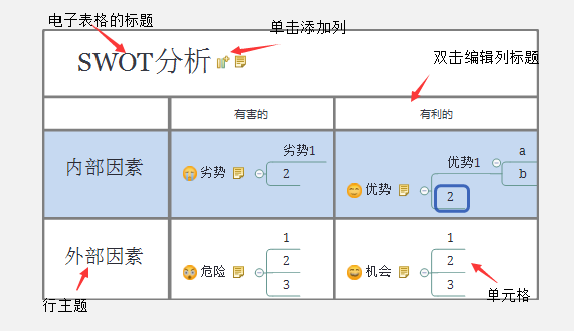 电子表格的标题
单击添加列
SWOT分析
双击编辑列标题
有害的
有利的
内部因素
劣势
劣势1
2
优势
优势1
a
b
2
外部因素
危险
1
2
3
机会
1
2
3
行主题
单元格